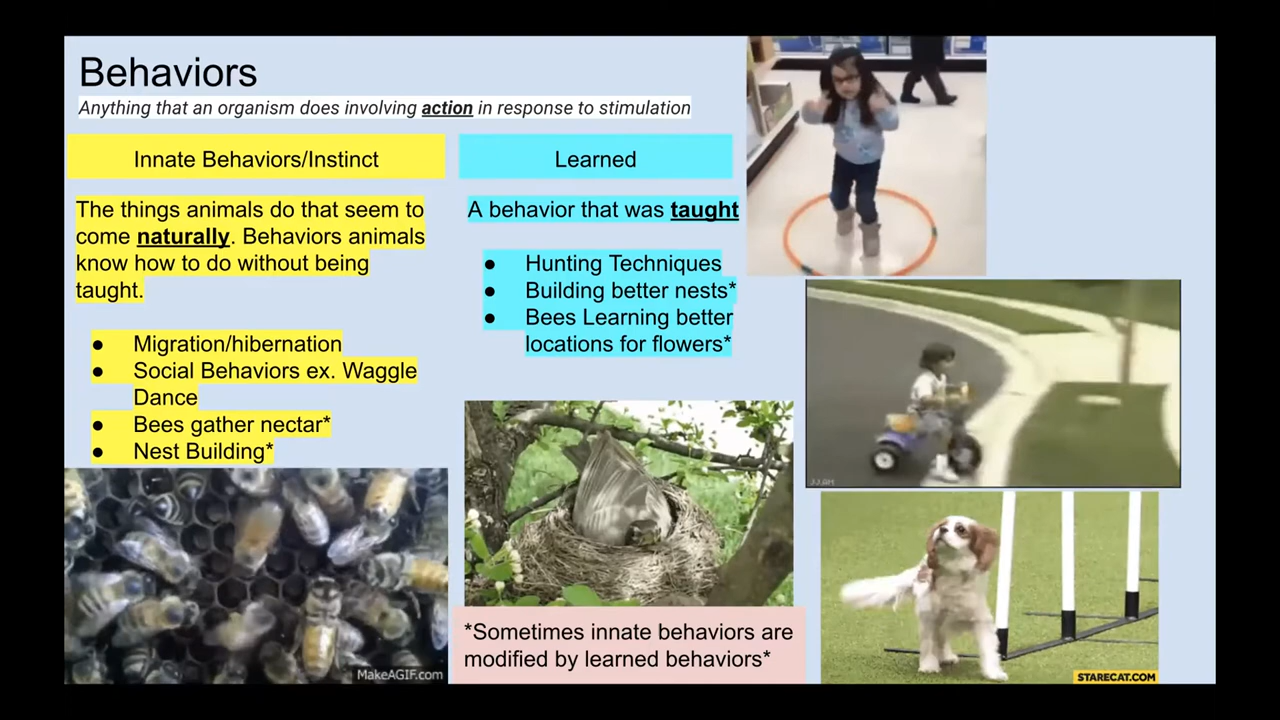 Behaviors
Anything that an organism does involving action in response to stimulation
Innate Behaviors/Instinct
The things animals do that seem to
come naturally. Behaviors animals
know how to do without being
taught.
● Migration/hibernation
● Social Behaviors ex. Waggle
Dance
● Bees gather nectar*
● Nest Building*
MakeAGIF.com
Learned
A behavior that was taught
● Hunting Techniques
● Building better nests*
● Bees Learning better
locations for flowers*
*Sometimes innate behaviors are
modified by learned behaviors*
STARECAT.COM